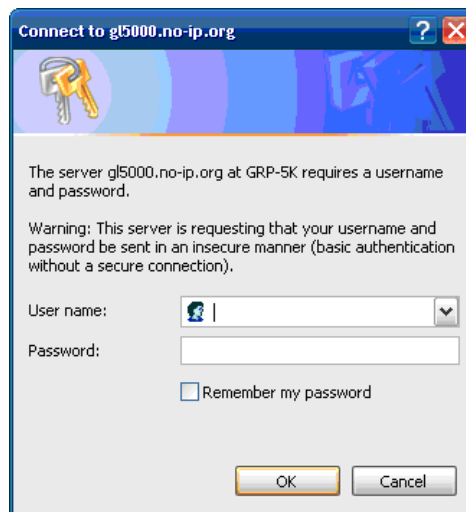 Connect to gl5000.no-ip.org
The server gl5000.no-ip.org at GRP-5K requires a username
and password.
Warning: This server is requesting that your username and
password be sent in an insecure manner (basic authentication
without a secure connection).
User name:
Password:
Remember my password
OK Cancel